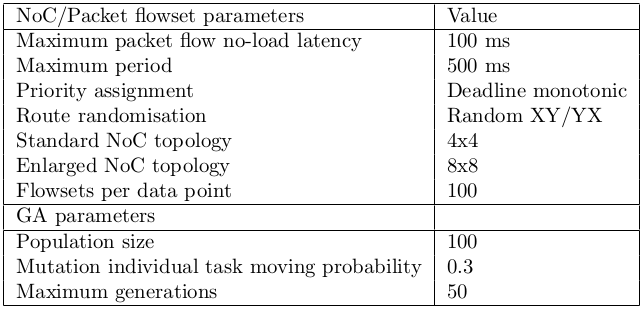 NoC/Packet flowset parameters Value
Maximum packet flow no-load latency 100 ms
Maximum period 500 ms
Priority assignment Deadline monotonic
Route randomisation Random XY/YX
Standard NoC topology 4x4
Enlarged NoC topology 8x8
Flowsets per data point 100
GA parameters
Population size 100
Mutation individual task moving probability 0.3
Maximum generations 50